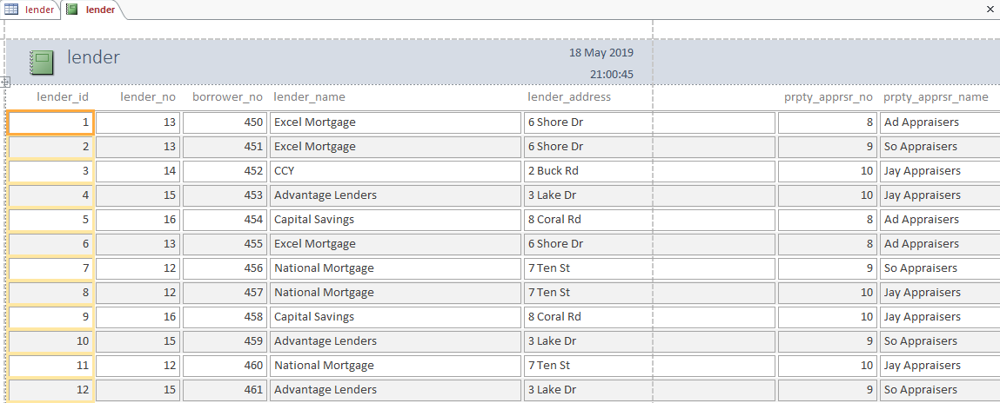 lender lender
lender
18 May 2019
21:00:45
lender_id lender_no borrower_no lender_name lender_address prpty_apprsr_no prpty_apprsr_name
1 13 450 Excel Mortgage 6 Shore Dr 8 Ad Appraisers
2 13 451 Excel Mortgage 6 Shore Dr 9 So Appraisers
3 14 452 CCY 2 Buck Rd 10 Jay Appraisers
4 15 453 Advantage Lenders 3 Lake Dr 10 Jay Appraisers
5 16 454 Capital Savings 8 Coral Rd 8 Ad Appraisers
6 13 455 Excel Mortgage 6 Shore Dr 8 Ad Appraisers
7 12 456 National Mortgage 7 Ten St 9 So Appraisers
8 12 457 National Mortgage 7 Ten St 10 Jay Appraisers
9 16 458 Capital Savings 8 Coral Rd 10 Jay Appraisers
10 15 459 Advantage Lenders 3 Lake Dr 9 So Appraisers
11 12 460 National Mortgage 7 Ten St 10 Jay Appraisers
12 15 461 Advantage Lenders 3 Lake Dr 9 So Appraisers